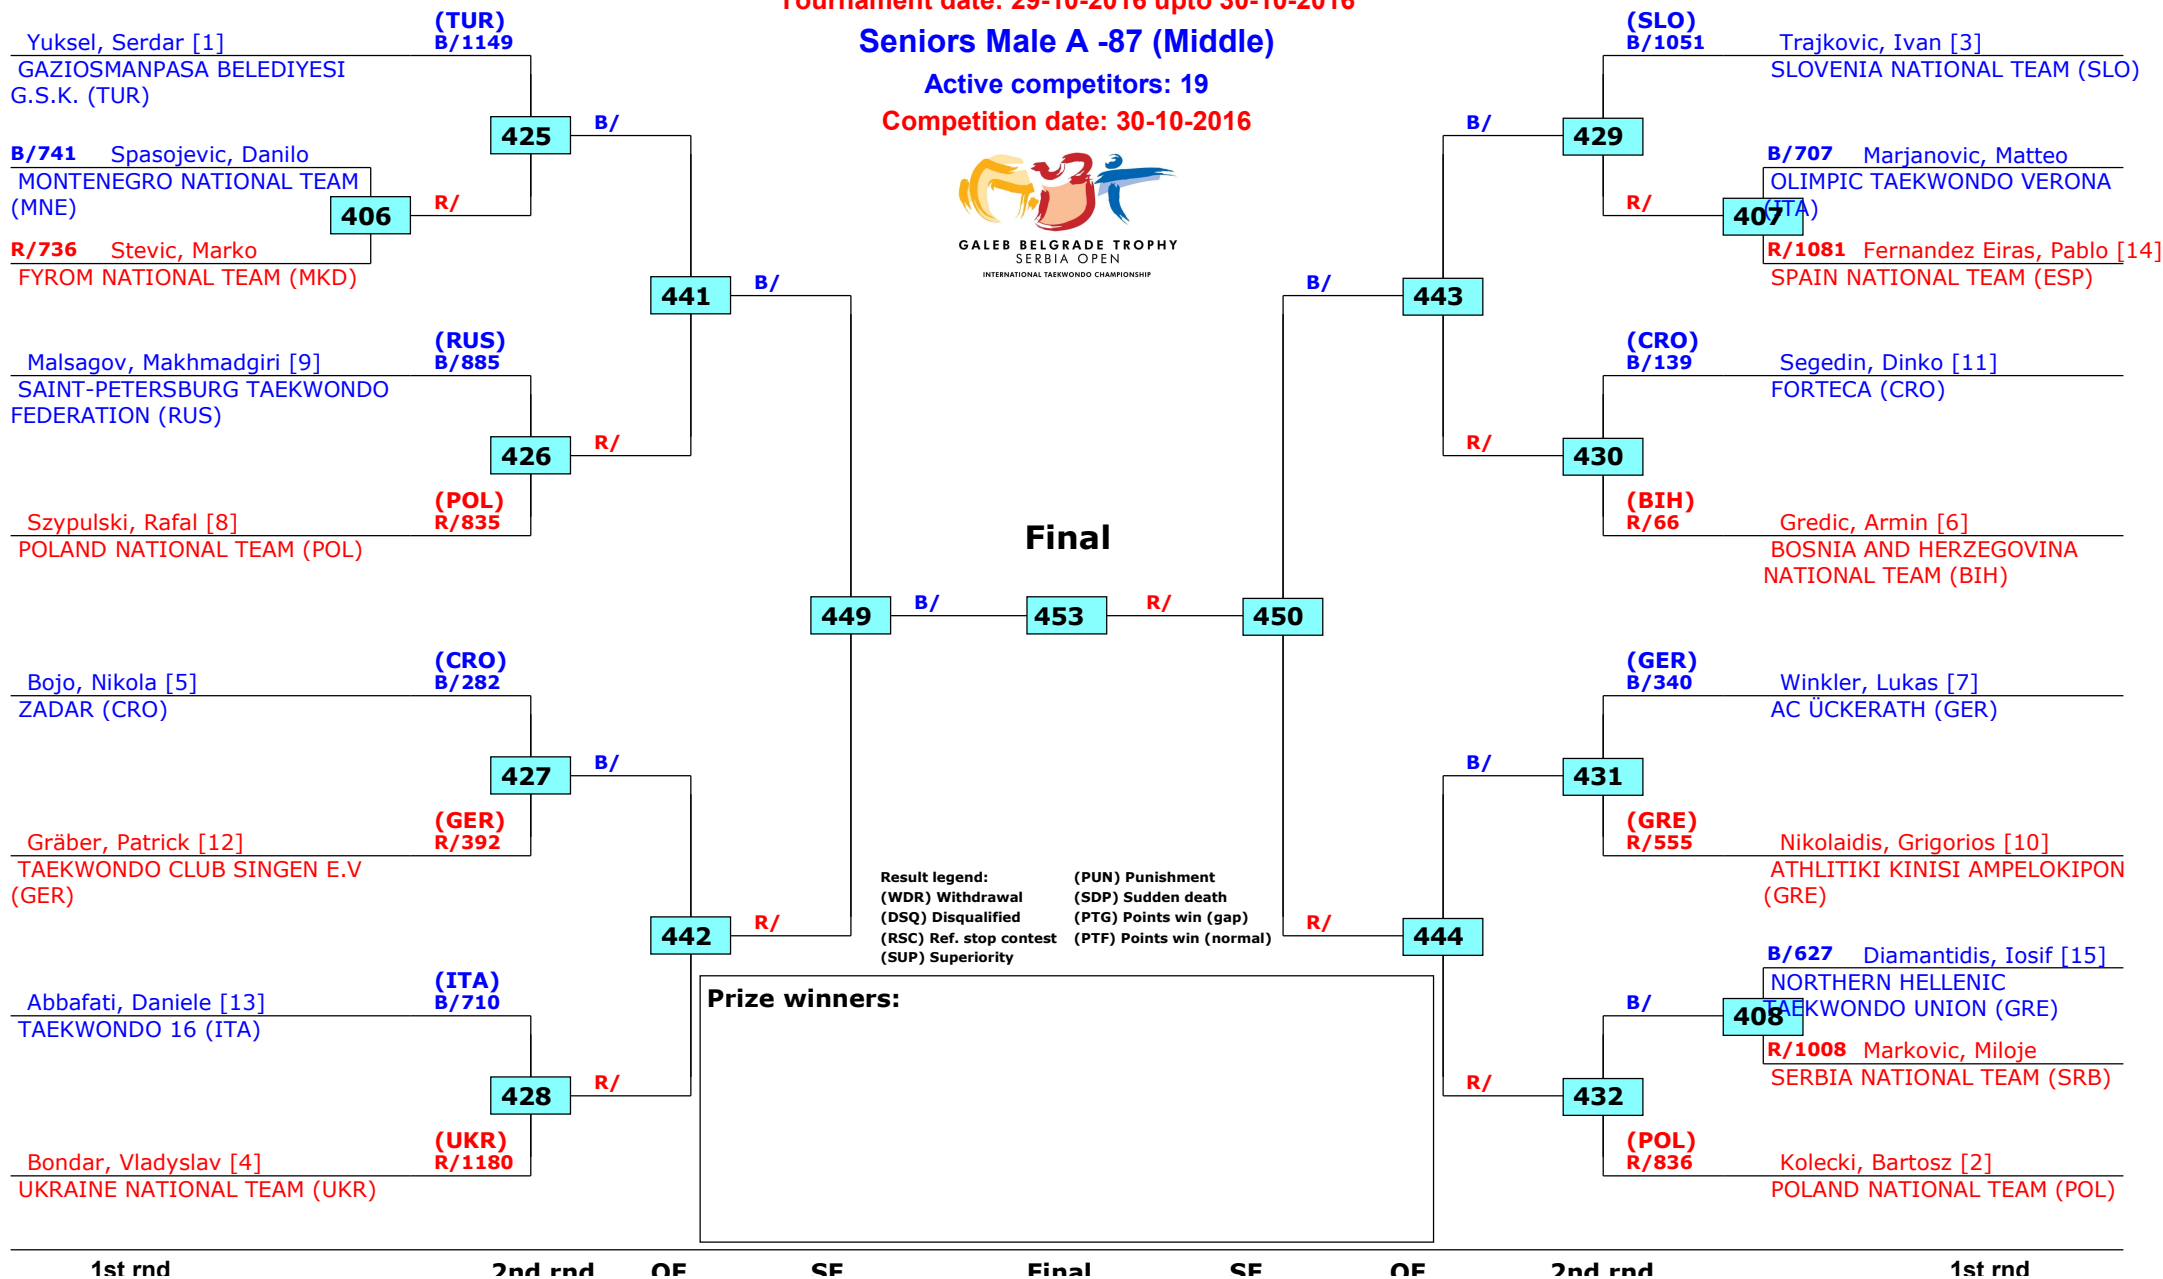 Tournament date: 29-10-2016 upto 30-10-2016
Seniors Male A -87 (Middle)
Active competitors: 19
Competition date: 30-10-2016
GALEB BELGRADE TROPHY
SERBIA OPEN
INTERNATIONAL TAEKWONDO CHAMPIONSHIP
(TUR)
Yuksel, Serdar [1] B/1149
GAZIOSMANPASA BELEDIYESI
G.S.K. (TUR)
425 B/
B/741 Spasojevic, Danilo
MONTENEGRO NATIONAL TEAM
(MNE)
406 R/
R/736 Stevic, Marko
FYROM NATIONAL TEAM (MKD)
441 B/
(RUS)
Malsagov, Makhmadgiri [9] B/885
SAINT-PETERSBURG TAEKWONDO
FEDERATION (RUS)
426 R/
(POL)
Szypulski, Rafal [8] R/835
POLAND NATIONAL TEAM (POL)
449 B/
(CRO)
Bojo, Nikola [5] B/282
ZADAR (CRO)
427 B/
(GER)
Gräber, Patrick [12] R/392
TAEKWONDO CLUB SINGEN E.V
(GER)
442 R/
(ITA)
Abbafati, Daniele [13] B/710
TAEKWONDO 16 (ITA)
428 R/
(UKR)
Bondar, Vladyslav [4] R/1180
UKRAINE NATIONAL TEAM (UKR)
Final
453
(SLO)
B/1051 Trajkovic, Ivan [3]
SLOVENIA NATIONAL TEAM (SLO)
B/ 429
B/707 Marjanovic, Matteo
OLIMPIC TAEKWONDO VERONA
(ITA)
R/ 407
R/1081 Fernandez Eiras, Pablo [14]
SPAIN NATIONAL TEAM (ESP)
B/ 443
(CRO)
B/139 Segedin, Dinko [11]
FORTECA (CRO)
R/ 430
(BIH)
R/66 Gredic, Armin [6]
BOSNIA AND HERZEGOVINA
NATIONAL TEAM (BIH)
R/ 450
(GER)
B/340 Winkler, Lukas [7]
AC ÜCKERATH (GER)
B/ 431
(GRE)
R/555 Nikolaidis, Grigorios [10]
ATHLITIKI KINISI AMPELOKIPON
(GRE)
R/ 444
B/627 Diamantidis, Iosif [15]
NORTHERN HELLENIC
TAEKWONDO UNION (GRE)
B/ 408
R/1008 Markovic, Miloje
SERBIA NATIONAL TEAM (SRB)
R/ 432
(POL)
R/836 Kolecki, Bartosz [2]
POLAND NATIONAL TEAM (POL)
Result legend: (PUN) Punishment
(WDR) Withdrawal (SDP) Sudden death
(DSQ) Disqualified (PTG) Points win (gap)
(RSC) Ref. stop contest (PTF) Points win (normal)
(SUP) Superiority
Prize winners:
1st rnd 2nd rnd QF SF Final SF QF 2nd rnd 1st rnd